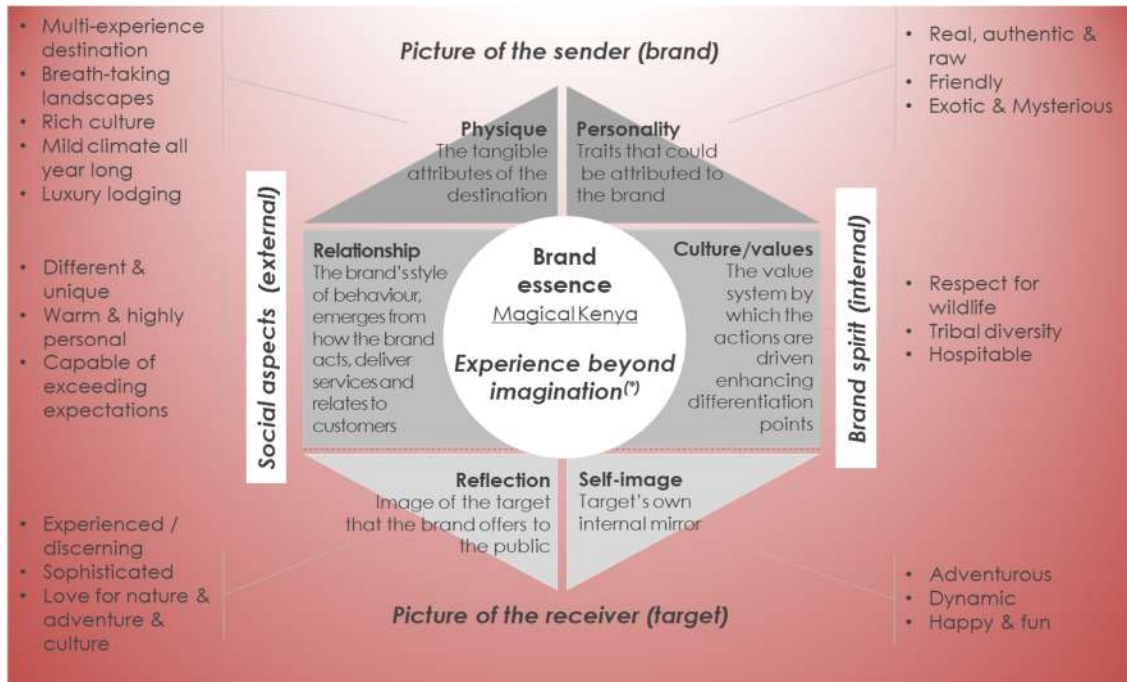 • Multi-experience
destination
• Breath-taking
landscapes
• Rich culture
• Mild climate all
year long
• Luxury lodging
Picture of the sender (brand)
• Real, authentic &
raw
• Friendly
• Exotic & Mysterious
Physique
The tangible
attributes of the
destination
Personality
Traits that could
be attributed to
the brand
Social aspects (external)
• Different &
unique
• Warm & highly
personal
• Capable of
exceeding
expectations
Relationship
The brand's style
of behaviour,
emerges from
how the brand
acts, deliver
services and
relates to
customers
Brand
essence
Magical Kenya
Experience beyond
imagination(*)
Culture/values
The value
system by
which the
actions are
driven
enhancing
differentiation
points
Brand spirit (internal)
• Respect for
wildlife
• Tribal diversity
• Hospitable
Reflection
Image of the target
that the brand offers to
the public
Self-image
Target's own
internal mirror
• Experienced /
discerning
• Sophisticated
• Love for nature &
adventure &
culture
Picture of the receiver (target)
• Adventurous
• Dynamic
• Happy & fun